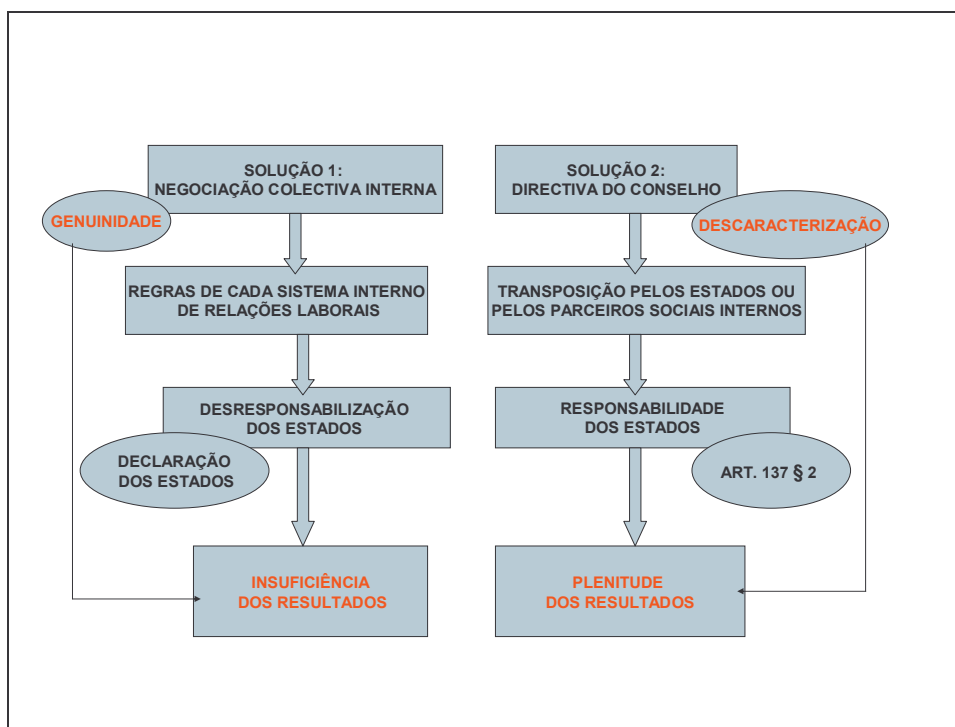 SOLUÇÃO 1:
NEGOCIAÇÃO COLECTIVA INTERNA
GENUINIDADE
REGRAS DE CADA SISTEMA INTERNO
DE RELAÇÕES LABORAIS
DESRESPONSABILIZAÇÃO
DOS ESTADOS
DECLARAÇÃO
DOS ESTADOS
INSUFICIÊNCIA
DOS RESULTADOS
SOLUÇÃO 2:
DIRECTIVA DO CONSELHO
DESCARACTERIZAÇÃO
TRANSPOSIÇÃO PELOS ESTADOS OU
PELOS PARCEIROS SOCIAIS INTERNOS
RESPONSABILIDADE
DOS ESTADOS
ART. 137 § 2
PLENITUDE
DOS RESULTADOS